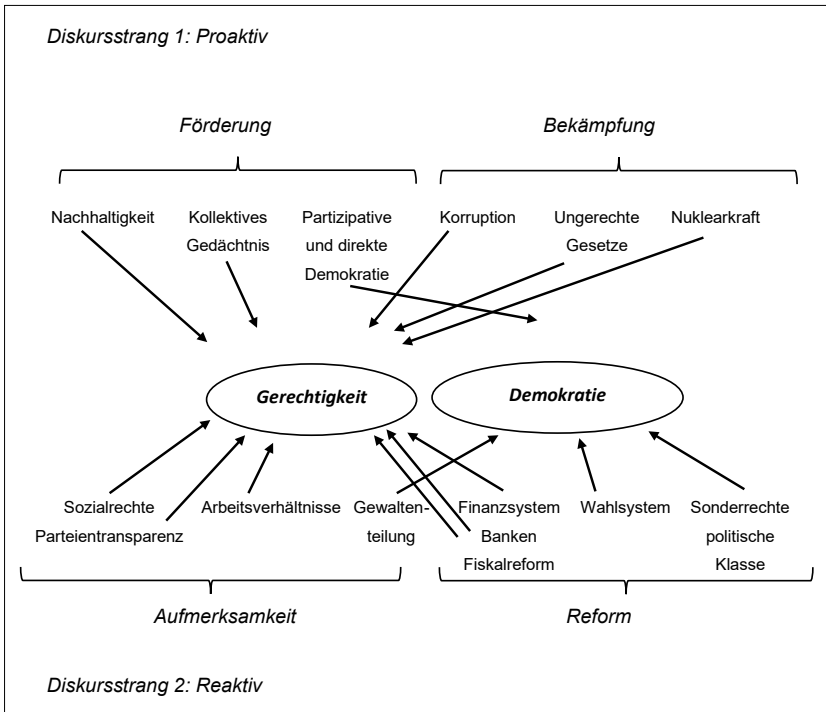 Diskursstrang 1: Proaktiv
Förderung
Bekämpfung
Nachhaltigkeit
Kollektives
Gedächtnis
Partizipative
und direkte
Demokratie
Korruption
Ungerechte
Gesetze
Nuklearkraft
Gerechtigkeit
Demokratie
Sozialrechte
Parteientransparenz
Arbeitsverhältnisse
Gewalten-
teilung
Finanzsystem
Banken
Fiskalreform
Wahlsystem
Sonderrechte
politische
Klasse
Aufmerksamkeit
Reform
Diskursstrang 2: Reaktiv